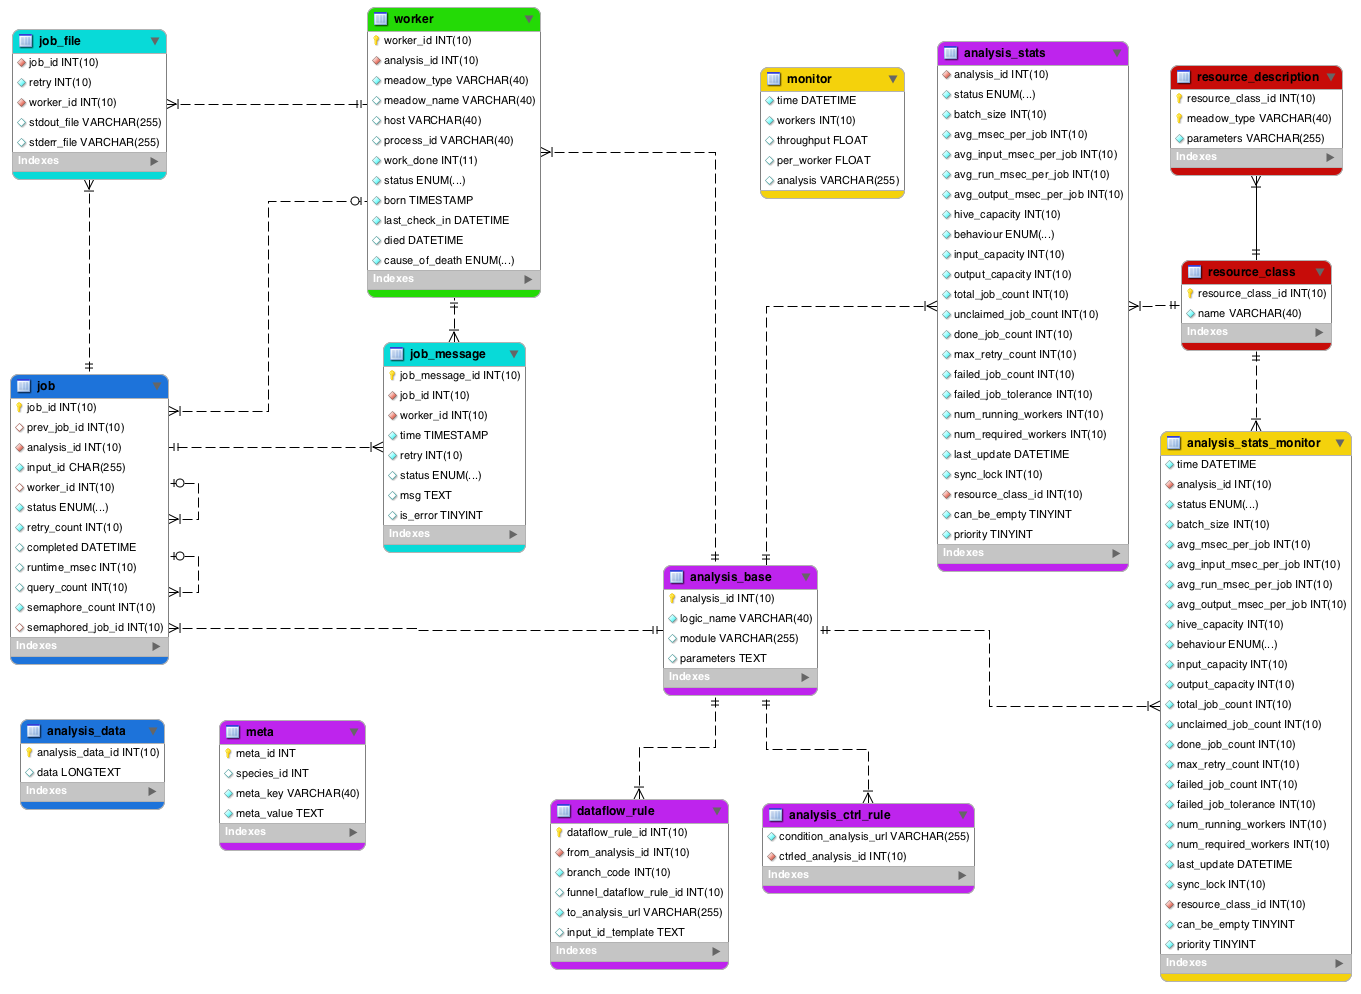 job_file
job_id INT(10)
retry INT(10)
worker_id INT(10)
stdout_file VARCHAR(255)
stderr_file VARCHAR(255)
Indexes
worker
worker_id INT(10)
analysis_id INT(10)
meadow_type VARCHAR(40)
meadow_name VARCHAR(40)
host VARCHAR(40)
process_id VARCHAR(40)
work_done INT(11)
status ENUM(...)
born TIMESTAMP
last_check_in DATETIME
died DATETIME
cause_of_death ENUM(...)
Indexes
monitor
time DATETIME
workers INT(10)
throughput FLOAT
per_worker FLOAT
analysis VARCHAR(255)
analysis_stats
analysis_id INT(10)
status ENUM(...)
batch_size INT(10)
avg_msec_per_job INT(10)
avg_input_msec_per_job INT(10)
avg_run_msec_per_job INT(10)
avg_output_msec_per_job INT(10)
hive_capacity INT(10)
behaviour ENUM(...)
input_capacity INT(10)
output_capacity INT(10)
total_job_count INT(10)
unclaimed_job_count INT(10)
done_job_count INT(10)
max_retry_count INT(10)
failed_job_count INT(10)
failed_job_tolerance INT(10)
num_running_workers INT(10)
num_required_workers INT(10)
last_update DATETIME
sync_lock INT(10)
resource_class_id INT(10)
can_be_empty TINYINT
priority TINYINT
Indexes
resource_description
resource_class_id INT(10)
meadow_type VARCHAR(40)
parameters VARCHAR(255)
Indexes
resource_class
resource_class_id INT(10)
name VARCHAR(40)
Indexes
job
job_id INT(10)
prev_job_id INT(10)
analysis_id INT(10)
input_id CHAR(255)
worker_id INT(10)
status ENUM(...)
retry_count INT(10)
completed DATETIME
runtime_msec INT(10)
query_count INT(10)
semaphore_count INT(10)
semaphored_job_id INT(10)
Indexes
job_message
job_message_id INT(10)
job_id INT(10)
worker_id INT(10)
time TIMESTAMP
retry INT(10)
status ENUM(...)
msg TEXT
is_error TINYINT
Indexes
analysis_base
analysis_id INT(10)
logic_name VARCHAR(40)
module VARCHAR(255)
parameters TEXT
Indexes
analysis_stats_monitor
time DATETIME
analysis_id INT(10)
status ENUM(...)
batch_size INT(10)
avg_msec_per_job INT(10)
avg_input_msec_per_job INT(10)
avg_run_msec_per_job INT(10)
avg_output_msec_per_job INT(10)
hive_capacity INT(10)
behaviour ENUM(...)
input_capacity INT(10)
output_capacity INT(10)
total_job_count INT(10)
unclaimed_job_count INT(10)
done_job_count INT(10)
max_retry_count INT(10)
failed_job_count INT(10)
failed_job_tolerance INT(10)
num_running_workers INT(10)
num_required_workers INT(10)
last_update DATETIME
sync_lock INT(10)
resource_class_id INT(10)
can_be_empty TINYINT
priority TINYINT
Indexes
analysis_data
analysis_data_id INT(10)
data LONGTEXT
Indexes
meta
meta_id INT
species_id INT
meta_key VARCHAR(40)
meta_value TEXT
Indexes
dataflow_rule
dataflow_rule_id INT(10)
from_analysis_id INT(10)
branch_code INT(10)
funnel_dataflow_rule_id INT(10)
to_analysis_url VARCHAR(255)
input_id_template TEXT
Indexes
analysis_ctrl_rule
condition_analysis_url VARCHAR(255)
ctrled_analysis_id INT(10)
Indexes